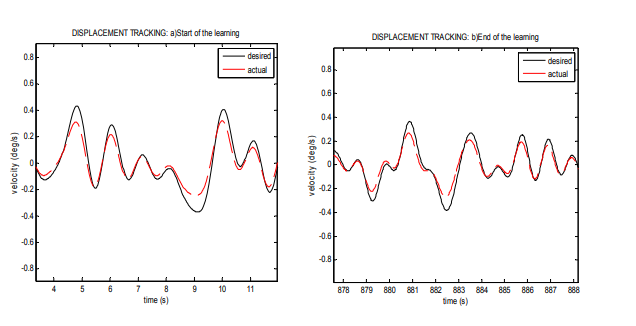 DISPLACEMENT TRACKING: a)Start of the learning
desired
actual
0.8
0.6
0.4
0.2
0
-0.2
-0.4
-0.6
-0.8
velocity (deg/s)
4 5 6 7 8 9 10 11
time (s)
DISPLACEMENT TRACKING: b)End of the learning
desired
actual
0.8
0.6
0.4
0.2
0
-0.2
-0.4
-0.6
-0.8
velocity (deg/s)
878 879 880 881 882 883 884 885 886 887 888
time (s)